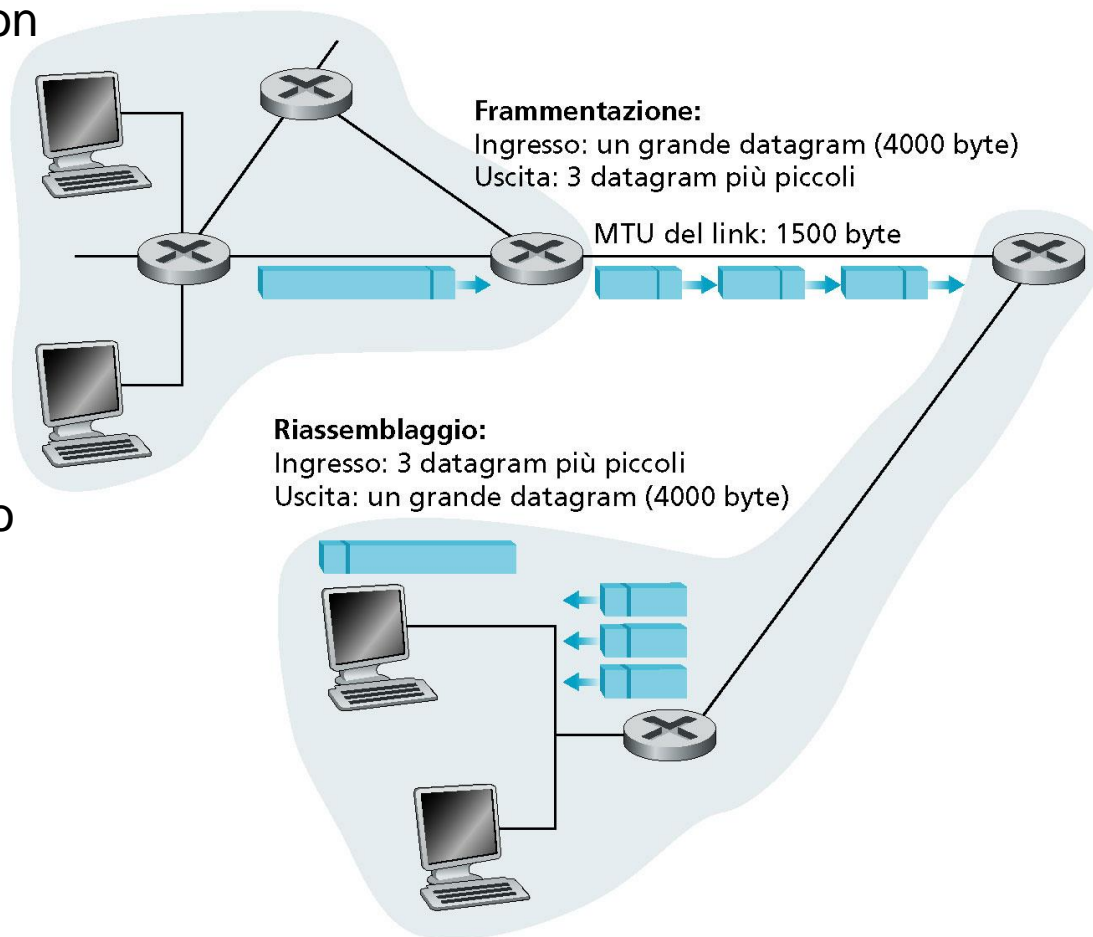 on
Frammentazione:
Ingresso: un grande datagram (4000 byte)
Uscita: 3 datagram più piccoli
MTU del link: 1500 byte
Riassemblaggio:
Ingresso: 3 datagram più piccoli
Uscita: un grande datagram (4000 byte)
o